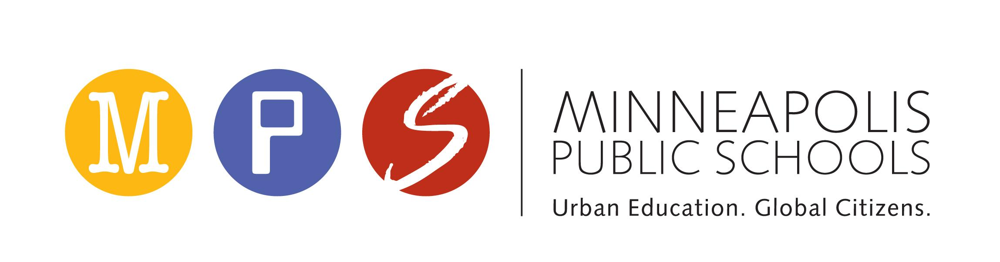 MPS
MINNEAPOLIS
PUBLIC SCHOOLS
Urban Education. Global Citizens.